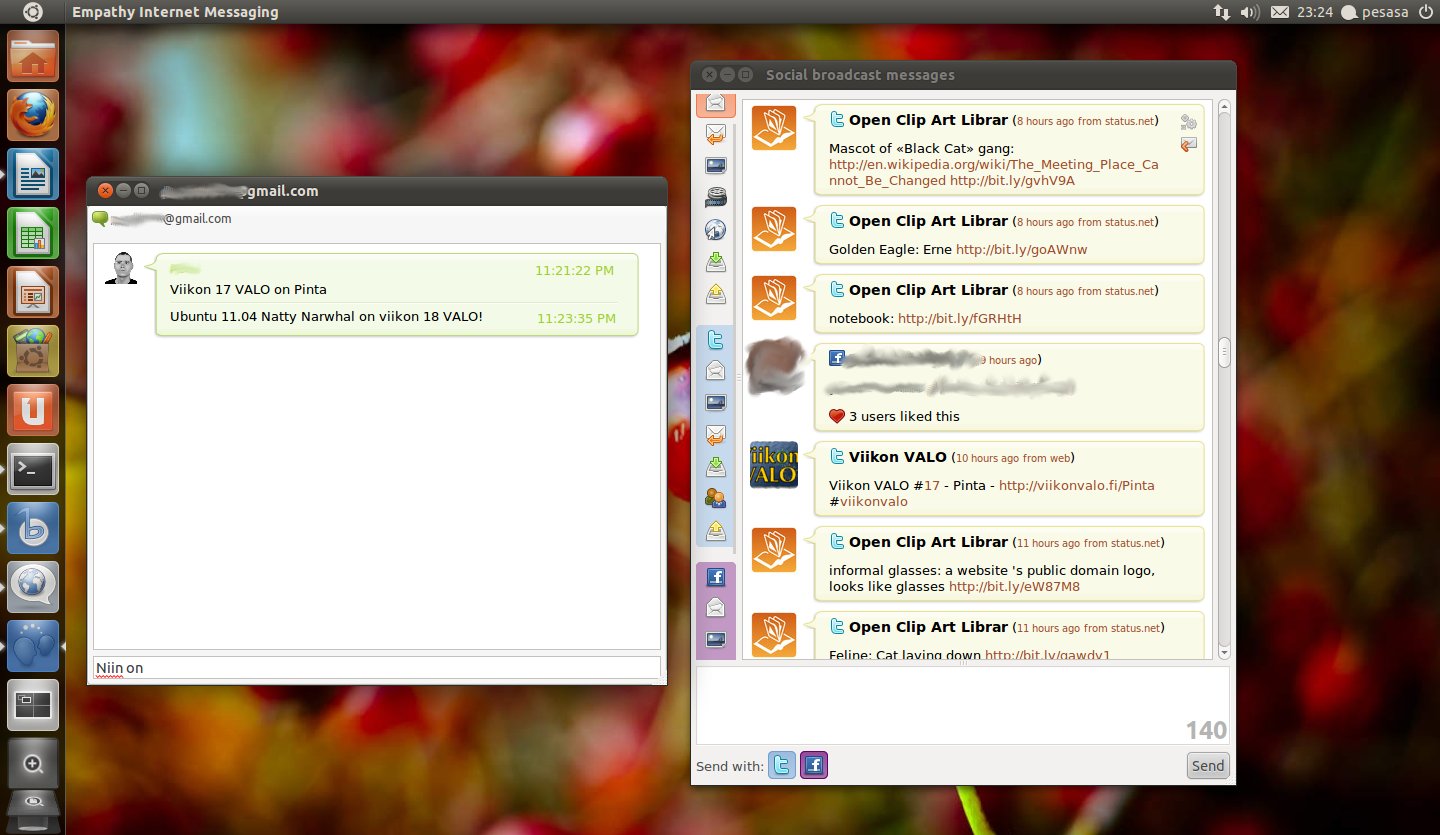 Empathy Internet Messaging
23:24
pesasa
@gmail.com
@gmail.com
11:21:22 PM
Viikon 17 VALO on Pinta
Ubuntu 11.04 Natty Narwhal on viikon 18 VALO!
11:23:35 PM
Niin on
Social broadcast messages
Open Clip Art Librar (8 hours ago from status.net)
Mascot of «Black Cat» gang:
http://en.wikipedia.org/wiki/The_Meeting_Place_Ca
nnot_Be_Changed http://bit.ly/gvhV9A
Open Clip Art Librar (8 hours ago from status.net)
Golden Eagle: Erne http://bit.ly/goAWnw
Open Clip Art Librar (8 hours ago from status.net)
notebook: http://bit.ly/fGRHtH
9 hours ago)
3 users liked this
iikon
VALO
Viikon VALO (10 hours ago from web)
Viikon VALO #17 - Pinta - http://viikonvalo.fi/Pinta
#viikonvalo
Open Clip Art Librar (11 hours ago from status.net)
informal glasses: a website 's public domain logo,
looks like glasses http://bit.ly/eW87M8
Open Clip Art Librar (11 hours ago from status.net)
Feline: Cat laying down http://bit.ly/gawdy1
140
Send with:
Send